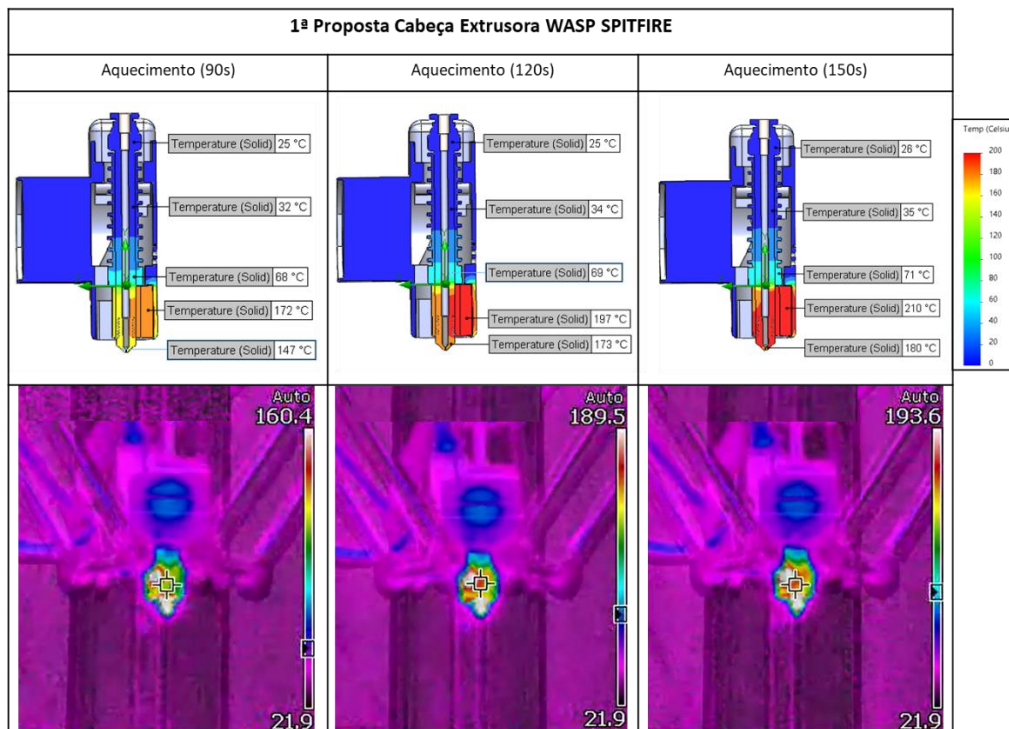 1ª Proposta Cabeça Extrusora WASP SPITFIRE
Aquecimento (90s)
Aquecimento (120s)
Aquecimento (150s)
Temperature (Solid) 25 °C
Temperature (Solid) 32 °C
Temperature (Solid) 68 °C
Temperature (Solid) 172 °C
Temperature (Solid) 147 °C
Temperature (Solid) 25 °C
Temperature (Solid) 34 °C
Temperature (Solid) 69 °C
Temperature (Solid) 197 °C
Temperature (Solid) 173 °C
Temperature (Solid) 26 °C
Temperature (Solid) 35 °C
Temperature (Solid) 71 °C
Temperature (Solid) 210 °C
Temperature (Solid) 180 °C
Temp (Celsiu
200
180
160
140
120
100
80
60
40
20
0
Auto
160.4
21.9
Auto
189.5
21.9
Auto
193.6
21.9